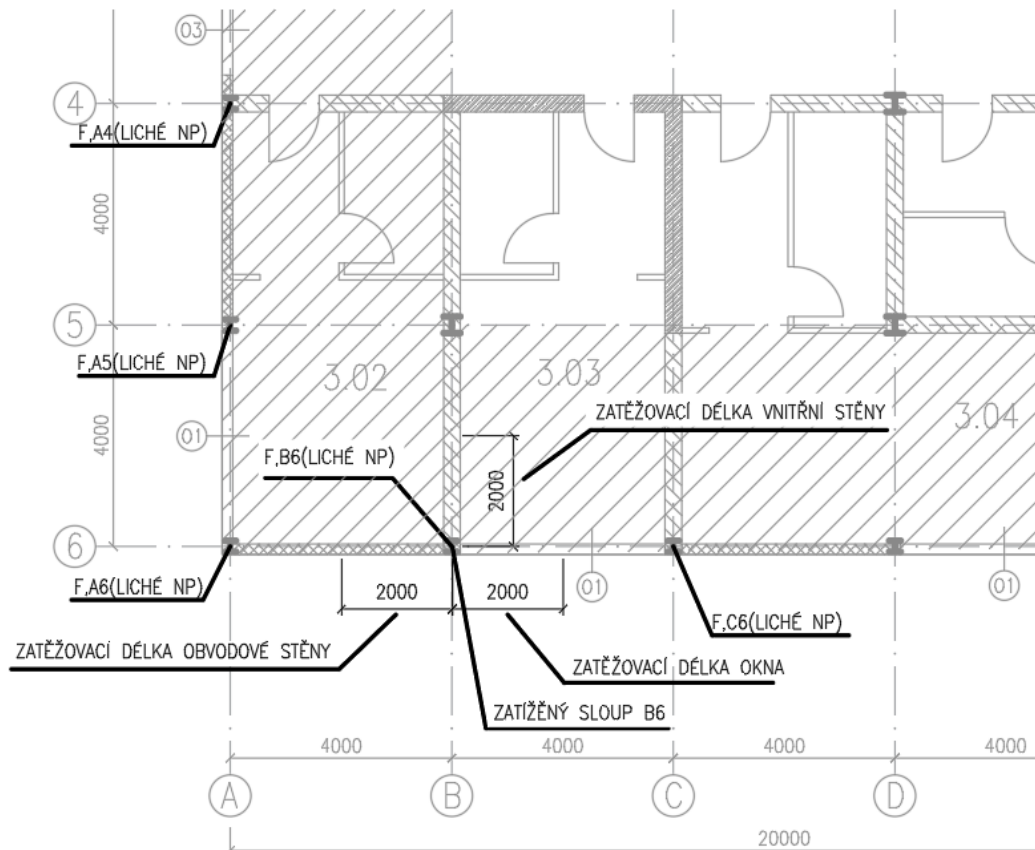 03
4
F,A4(LICHÉ NP)
4000
5
F,A5(LICHÉ NP)
3.02
3.03
ZATĚŽOVACÍ DÉLKA VNITŘNÍ STĚNY
3.04
4000
01
F,B6(LICHÉ NP)
2000
6
F,A6(LICHÉ NP)
2000
2000
01
01
F,C6(LICHÉ NP)
ZATĚŽOVACÍ DÉLKA OBVODOVÉ STĚNY
ZATĚŽOVACÍ DÉLKA OKNA
ZATÍŽĚNÝ SLOUP B6
4000
4000
4000
4000
A
B
C
D
20000